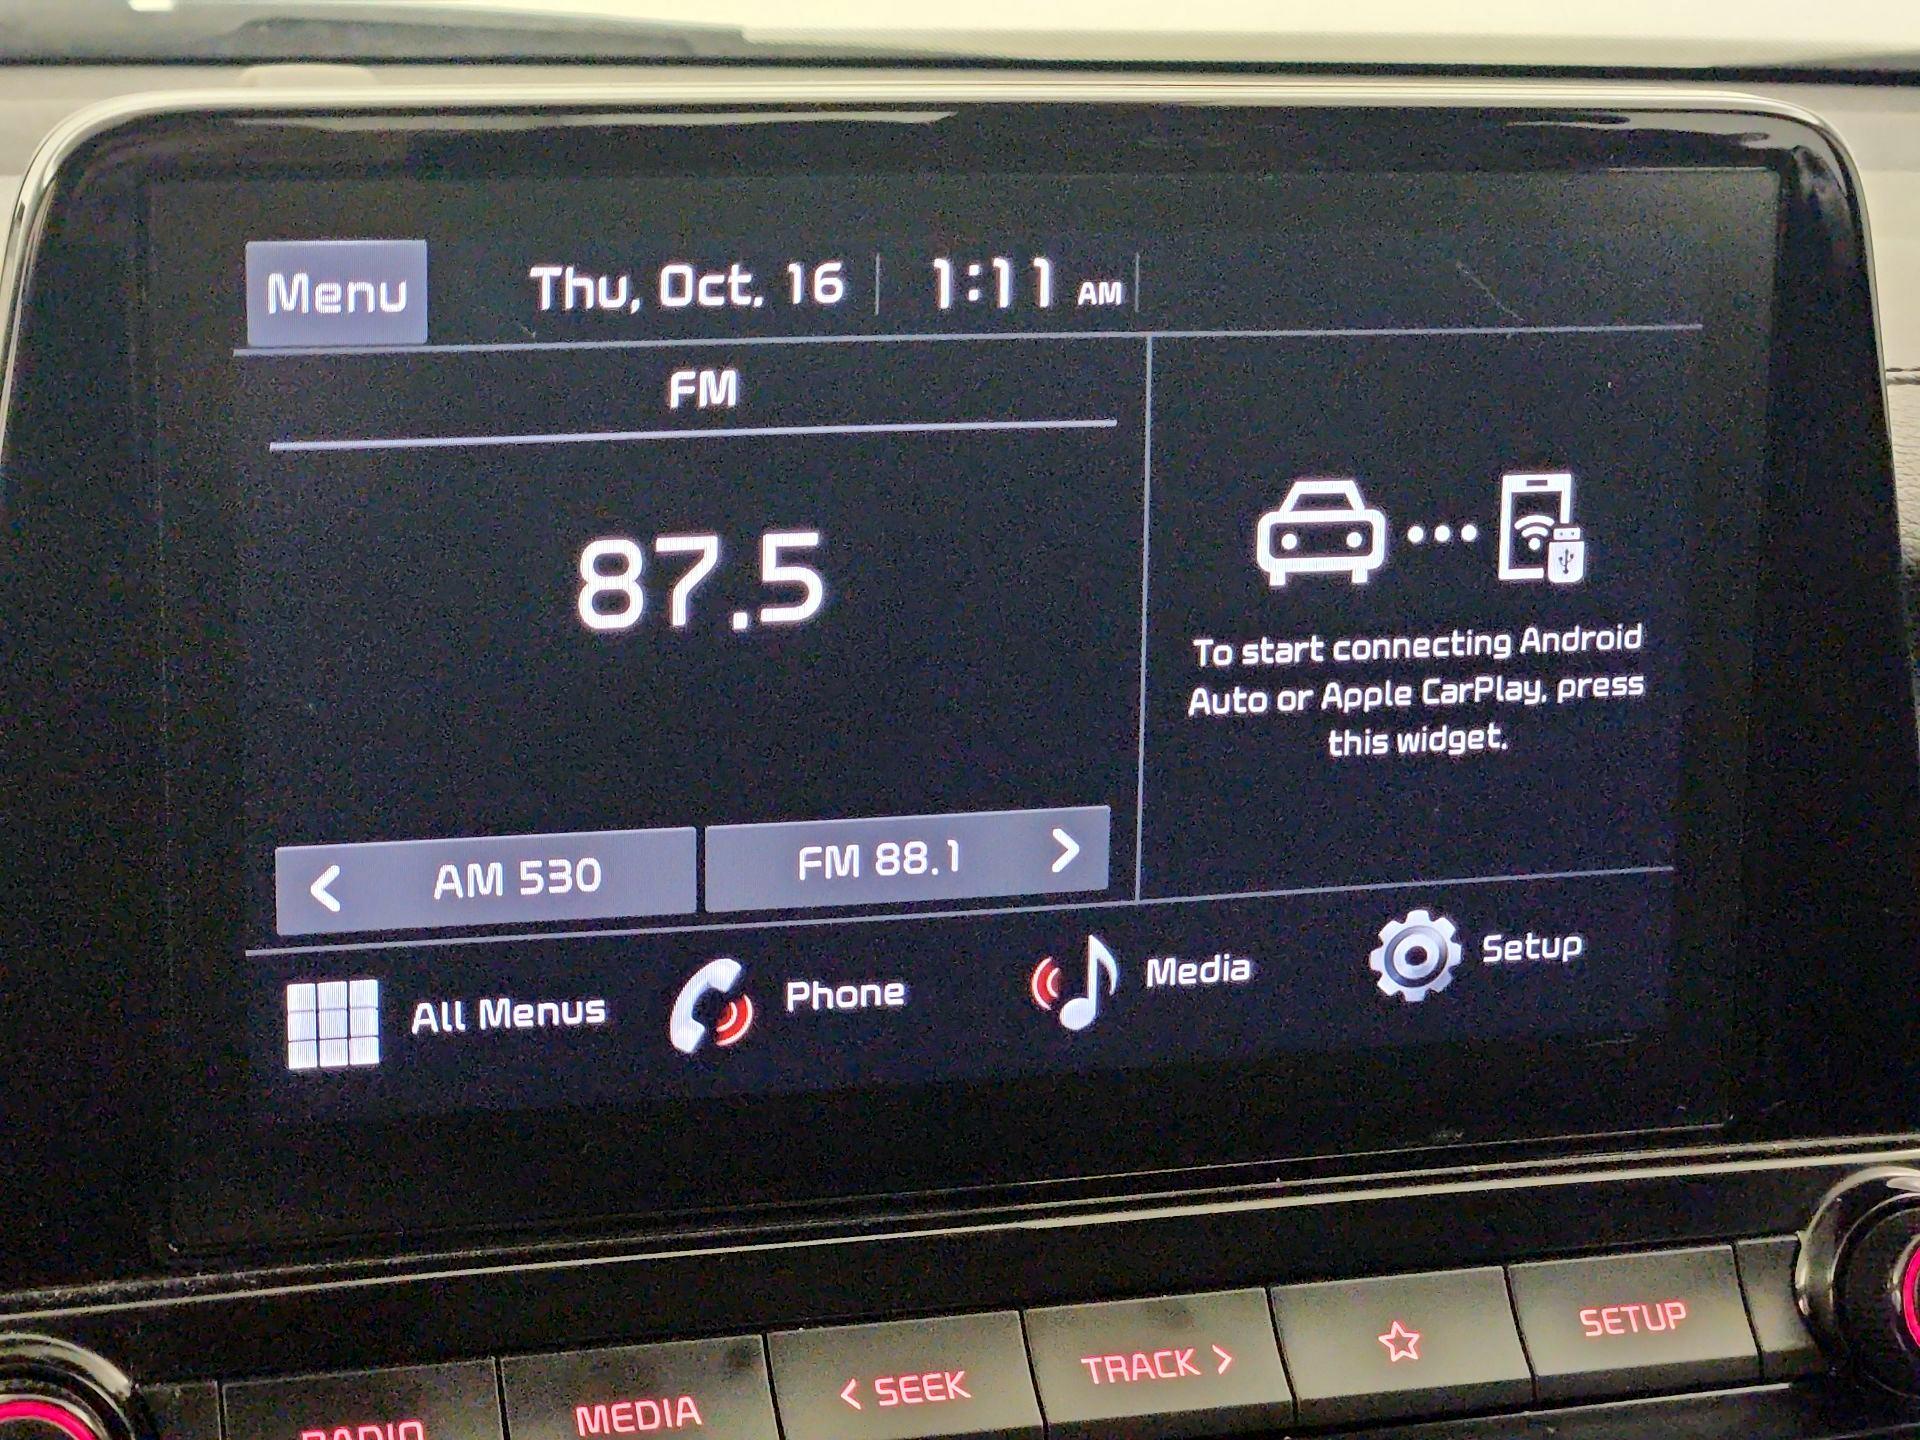 Menu
Thu, Oct. 16
1:11 AM
FM
87.5
To start connecting Android
Auto or Apple CarPlay, press
this widget.
AM 530
FM 88.1
All Menus
Phone
Media
Setup
RADIO
MEDIA
< SEEK
TRACK >
SETUP